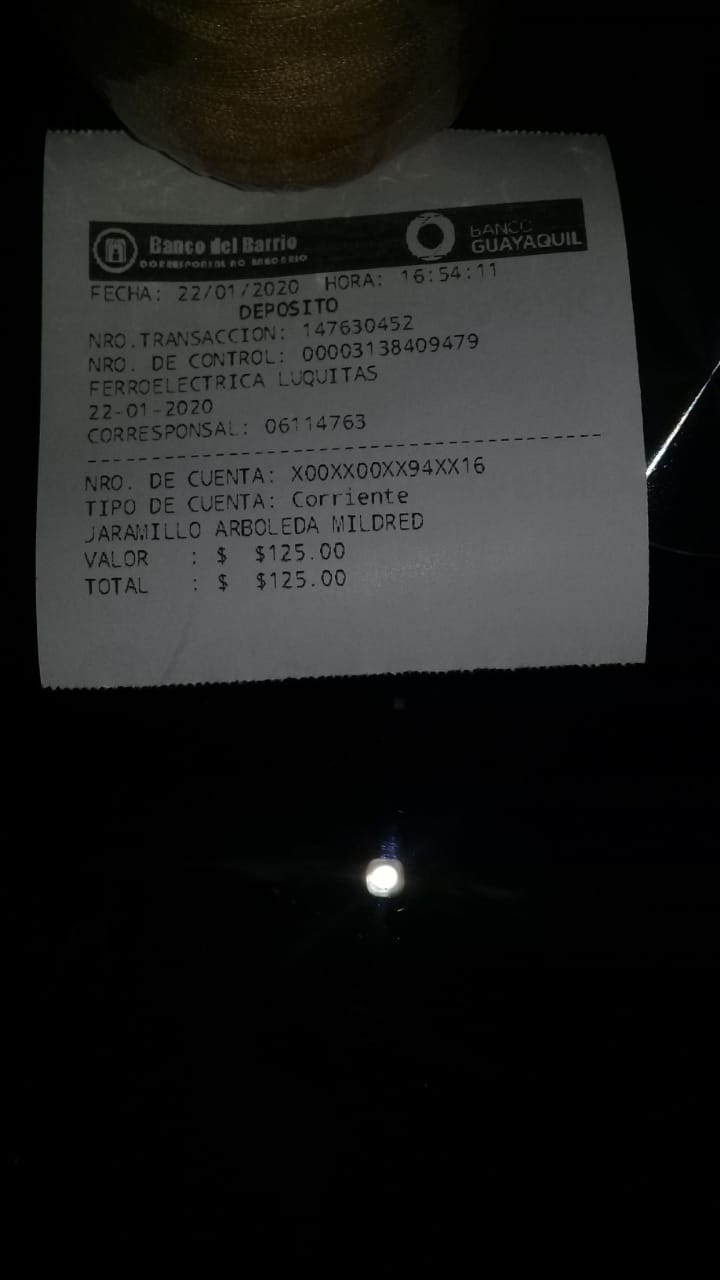 Banco del Barrio
CORRESPONSAL NO BANCARIO
BANCO
GUAYAQUIL
FECHA: 22/01/2020 HORA: 16:54:11
DEPOSITO
NRO.TRANSACCION: 147630452
NRO. DE CONTROL: 00003138409479
FERROELECTRICA LUQUITAS
22-01-2020
CORRESPONSAL: 06114763
NRO. DE CUENTA: X00XX00XX94XX16
TIPO DE CUENTA: Corriente
JARAMILLO ARBOLEDA MILDRED
VALOR : $ $125.00
TOTAL : $ $125.00